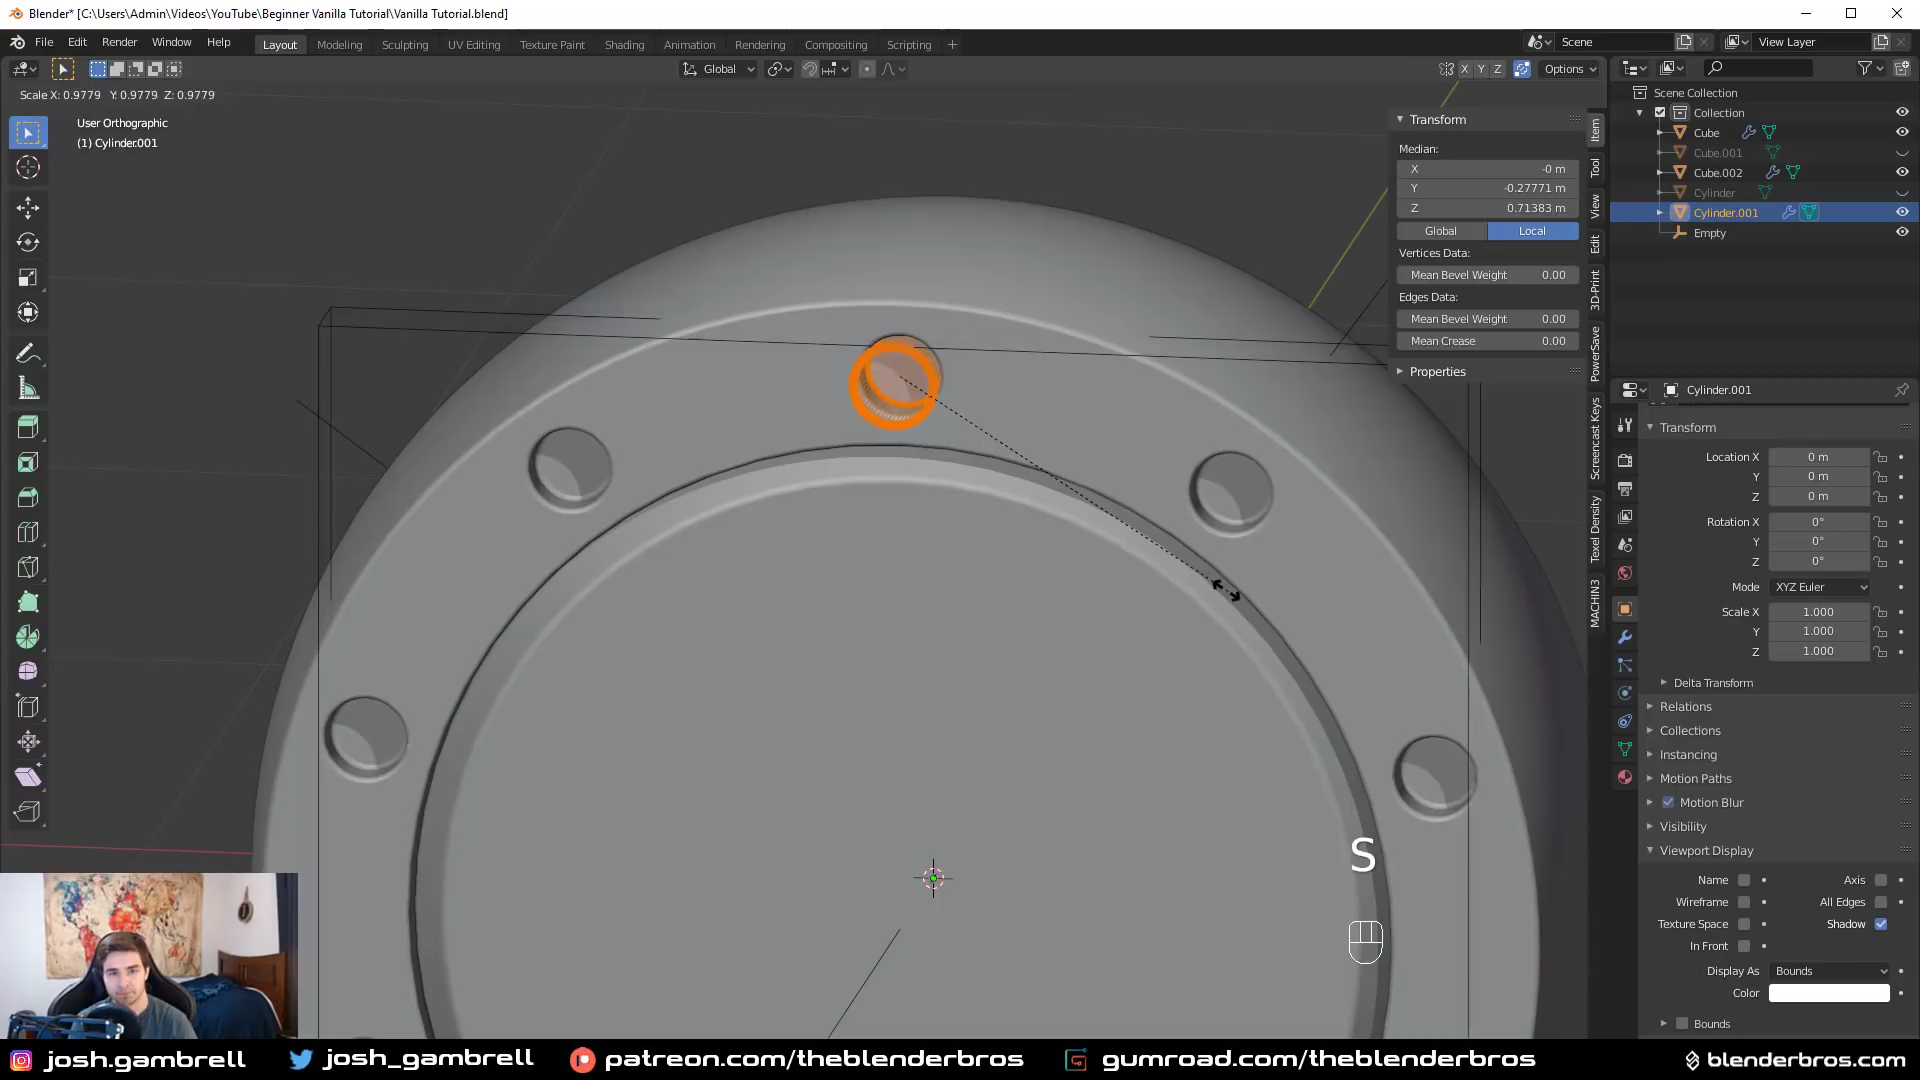 Blender* [C:\Users\Admin\Videos\YouTube\Beginner Vanilla Tutorial\Vanilla Tutorial.blend]
File Edit Render Window Help
Layout Modeling Sculpting UV Editing Texture Paint Shading Animation Rendering Compositing Scripting +
Scene
View Layer
Global
X Y Z
Options
Scale X: 0.9779 Y: 0.9779 Z: 0.9779
User Orthographic
(1) Cylinder.001
Transform
Median:
X -0 m
Y -0.27771 m
Z 0.71383 m
Global Local
Vertices Data:
Mean Bevel Weight 0.00
Edges Data:
Mean Bevel Weight 0.00
Mean Crease 0.00
Properties
Item
Tool
View
Edit
3D-Print
PowerSave
Screencast Keys
Texel Density
MACHIN3
Scene Collection
Collection
Cube
Cube.001
Cube.002
Cylinder
Cylinder.001
Empty
Cylinder.001
Transform
Location X 0 m
Y 0 m
Z 0 m
Rotation X 0°
Y 0°
Z 0°
Mode XYZ Euler
Scale X 1.000
Y 1.000
Z 1.000
Delta Transform
Relations
Collections
Instancing
Motion Paths
Motion Blur
Visibility
Viewport Display
Name Axis
Wireframe All Edges
Texture Space Shadow
In Front
Display As Bounds
Color
Bounds
S
josh.gambrell josh_gambrell patreon.com/theblenderbros gumroad.com/theblenderbros blenderbros.com